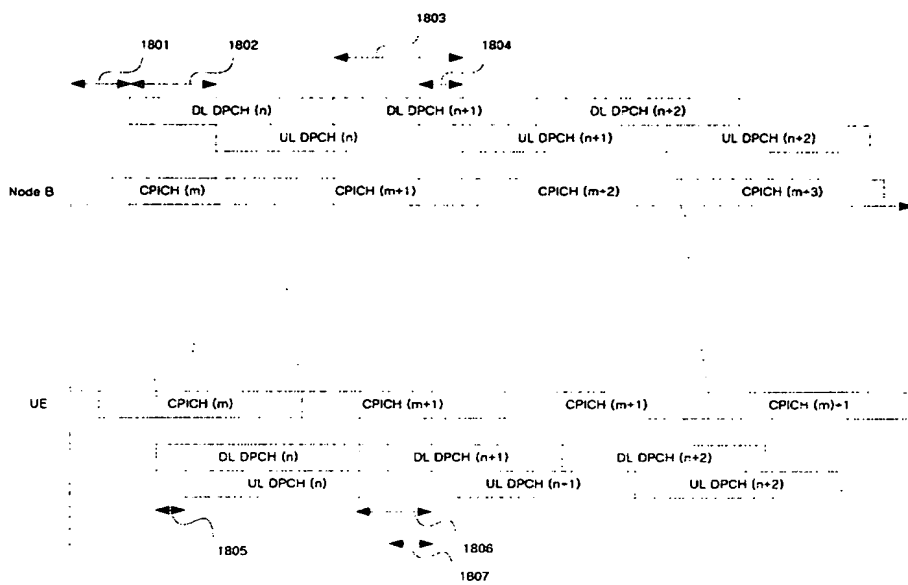 1803
1801 1802 1804
DL DPCH (n) DL DPCH (n+1) DL DPCH (n+2)
UL DPCH (n) UL DPCH (n+1) UL DPCH (n+2)
Node B CPICH (m) CPICH (m+1) CPICH (m+2) CPICH (m+3)
UE CPICH (m) CPICH (m+1) CPICH (m+1) CPICH (m)+1
DL DPCH (n) DL DPCH (n+1) DL DPCH (n+2)
UL DPCH (n) UL DPCH (n+1) UL DPCH (n+2)
1805 1806
1807